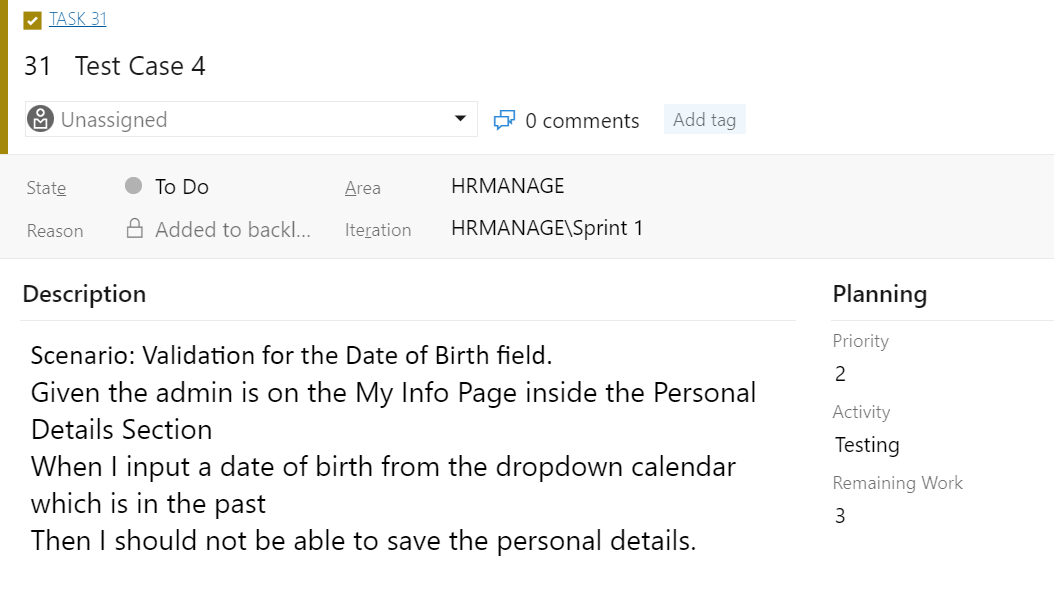 TASK 31
31 Test Case 4
Unassigned
0 comments
Add tag
State
To Do
Area
HRMANAGE
Reason
Added to backl...
Iteration
HRMANAGE\Sprint 1
Description
Scenario: Validation for the Date of Birth field.
Given the admin is on the My Info Page inside the Personal
Details Section
When I input a date of birth from the dropdown calendar
which is in the past
Then I should not be able to save the personal details.
Planning
Priority
2
Activity
Testing
Remaining Work
3